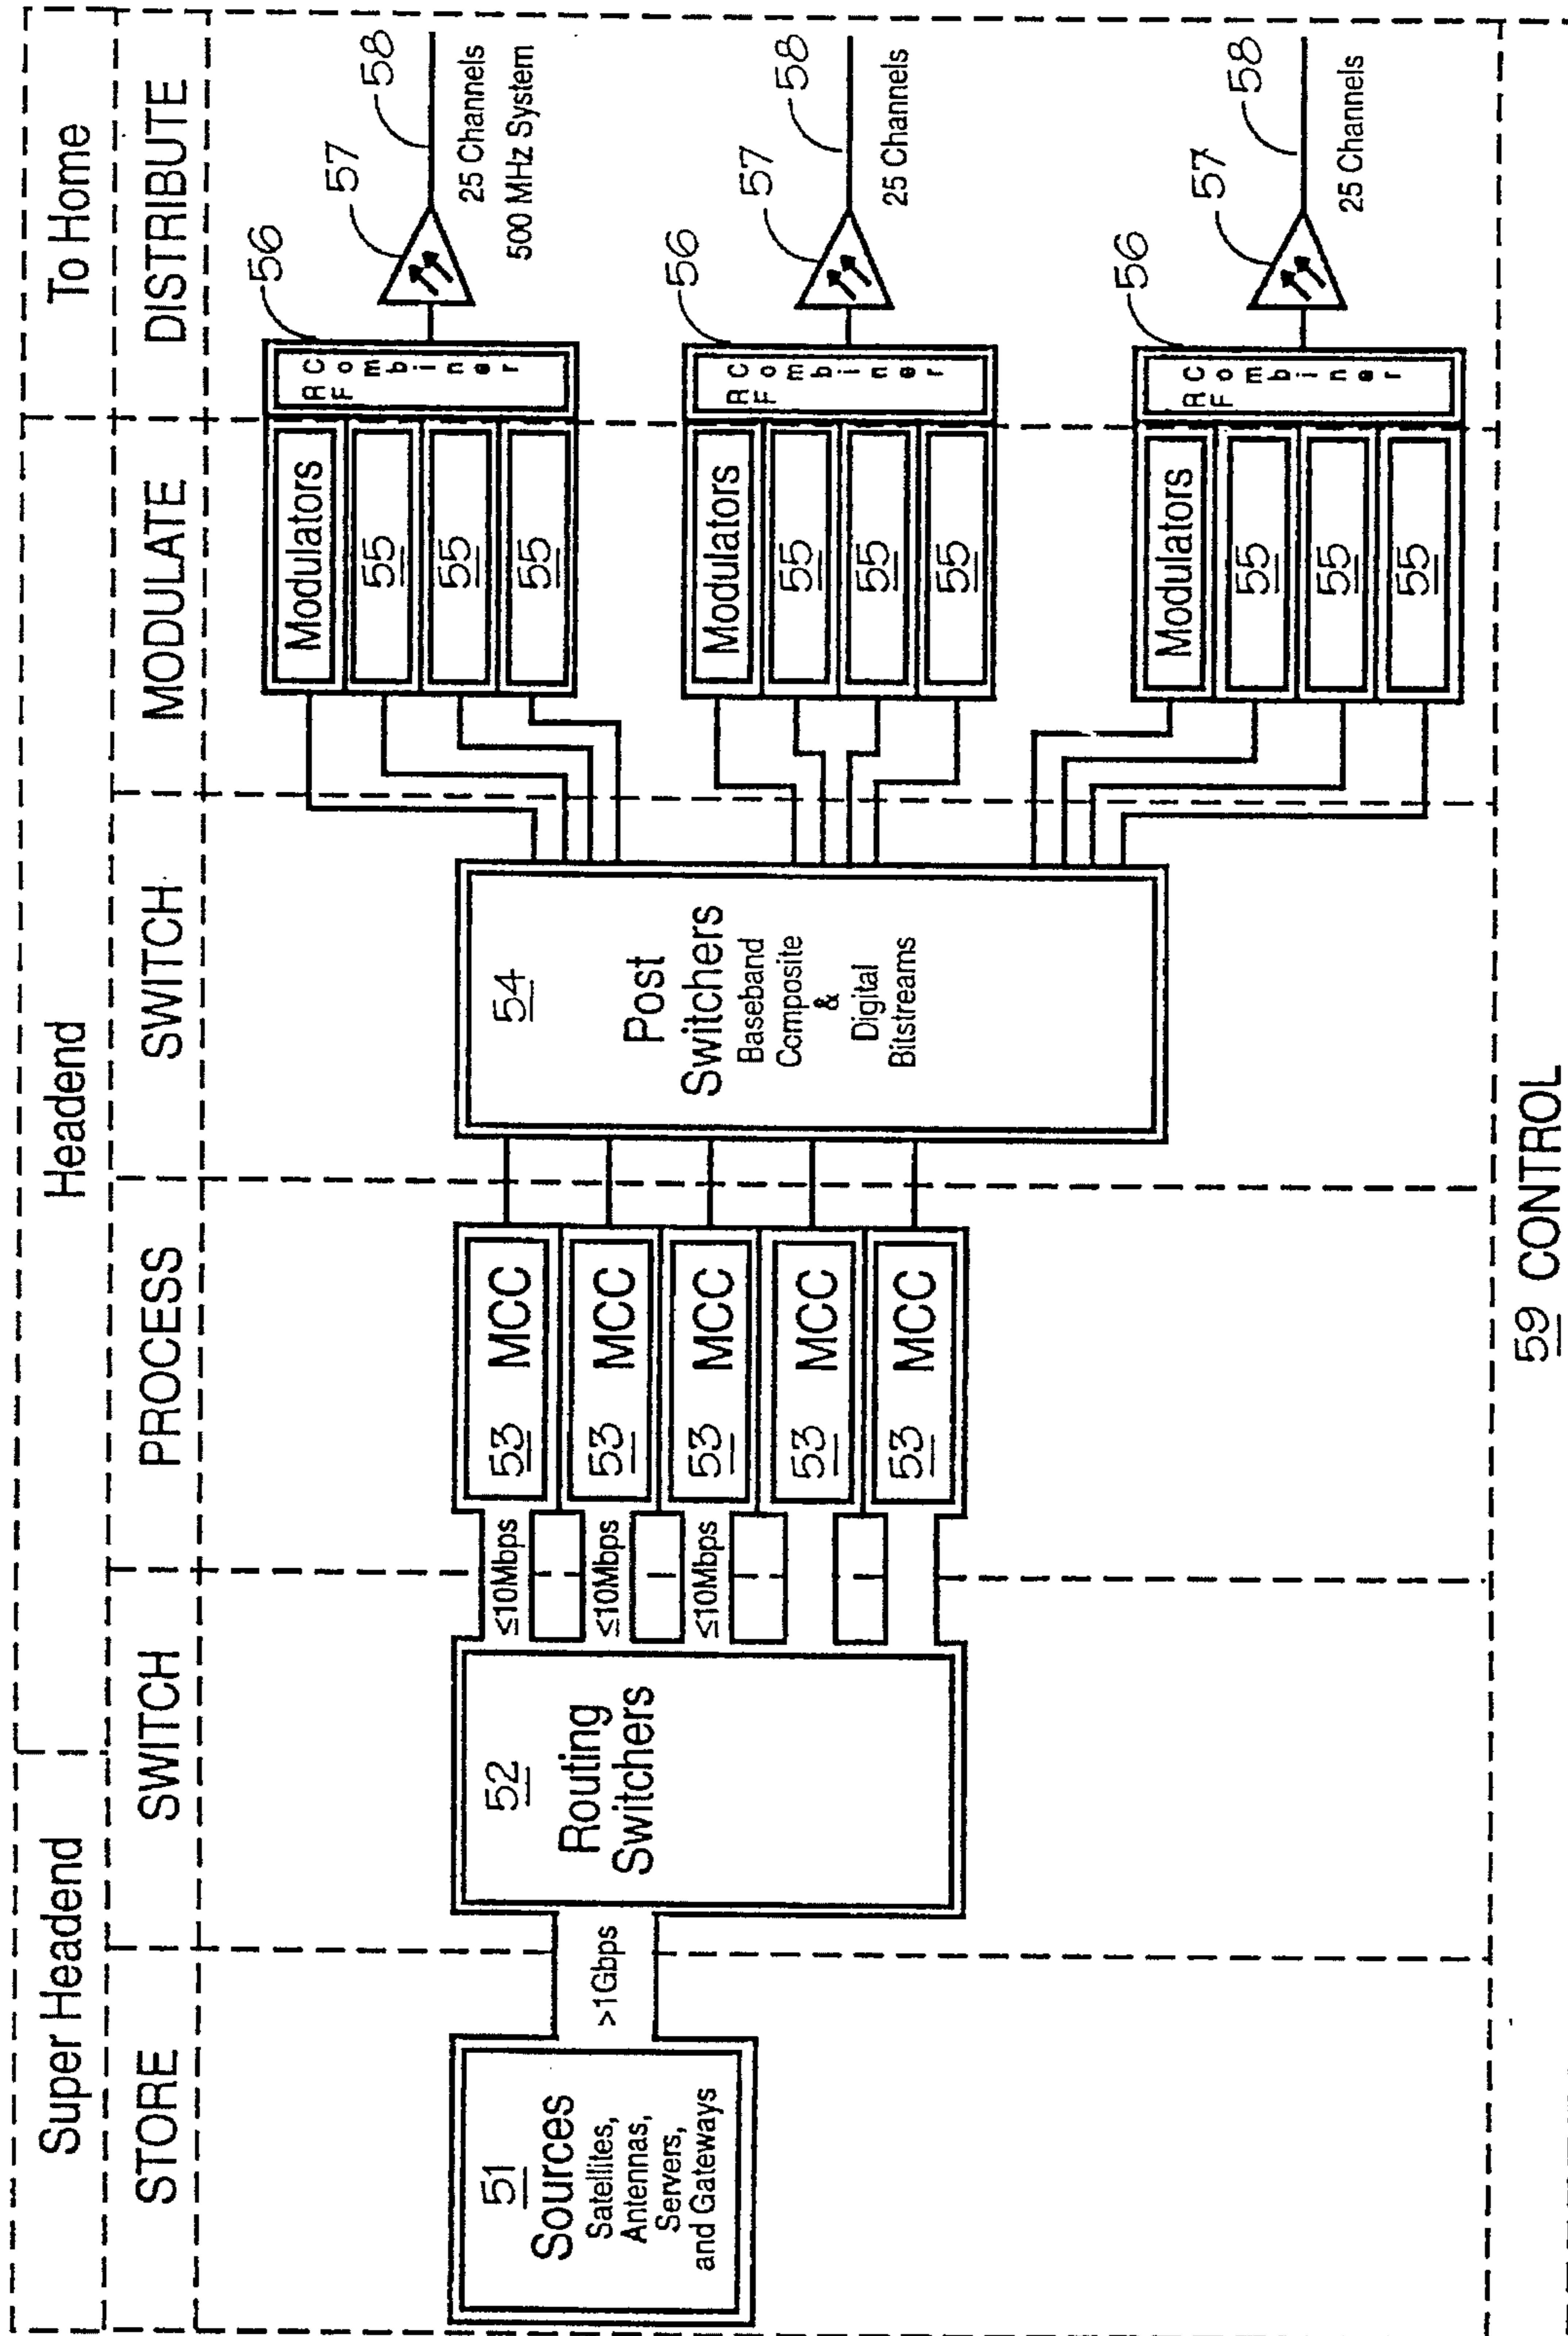 Super Headend
Headend
To Home
STORE
SWITCH
PROCESS
SWITCH
MODULATE
DISTRIBUTE
51
Sources
Satellites,
Antennas,
Servers,
and Gateways
>1Gbps
52
Routing
Switchers
≤10Mbps
≤10Mbps
≤10Mbps
53 MCC
53 MCC
53 MCC
53 MCC
53 MCC
54
Post
Switchers
Baseband
Composite
&
Digital
Bitstreams
Modulators
55
55
55
RF Combiner
56
57
58
25 Channels
500 MHz System
Modulators
55
55
55
RF Combiner
56
57
58
25 Channels
Modulators
55
55
55
RF Combiner
56
57
58
25 Channels
59 CONTROL